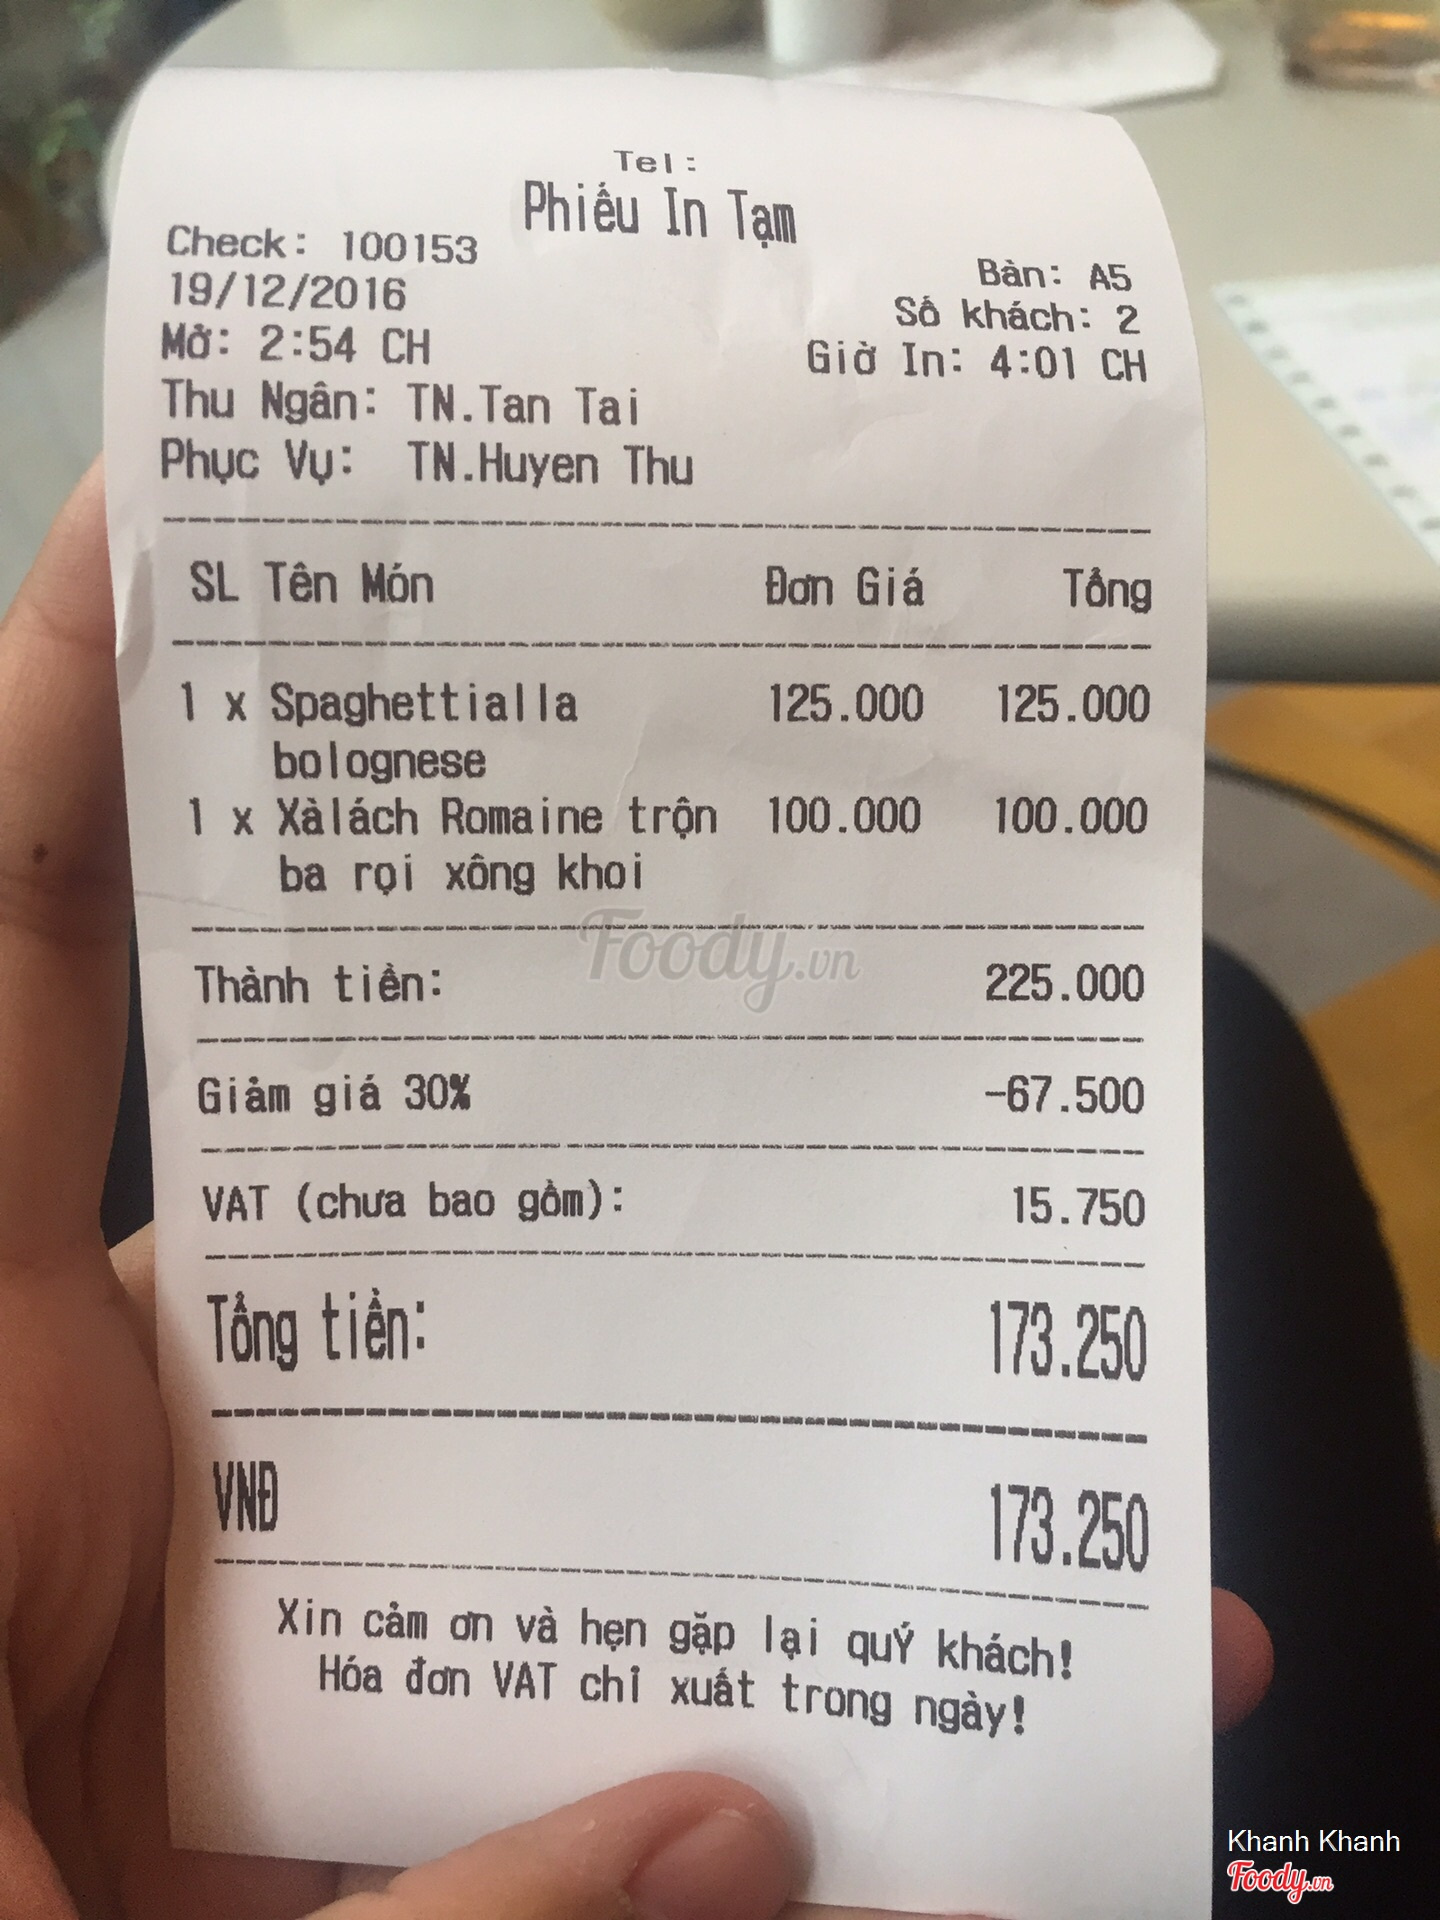 Tel:
Phiếu In Tạm
Check: 100153
19/12/2016
Bàn: A5
Số khách: 2
Mở: 2:54 CH
Giờ In: 4:01 CH
Thu Ngân: TN.Tan Tai
Phục Vụ: TN.Huyen Thu
SL Tên Món Đơn Giá Tổng
1 x Spaghettialla 125.000 125.000
bolognese
1 x Xàlách Romaine trộn 100.000 100.000
ba rọi xông khoi
Foody.vn
Thành tiền: 225.000
Giảm giá 30% -67.500
VAT (chưa bao gồm): 15.750
Tổng tiền: 173.250
VNĐ 173.250
Xin cảm ơn và hẹn gặp lại quÝ khách!
Hóa đơn VAT chỉ xuất trong ngày!
Khanh Khanh
Foody.vn